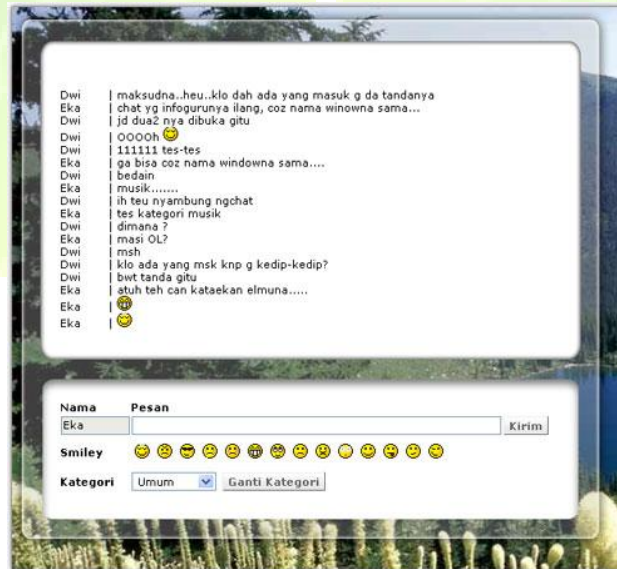 Dwi | maksudna..heu..klo dah ada yang masuk g da tandanya
Eka | chat yg infogurunya ilang, coz nama winowna sama...
Dwi | jd dua2 nya dibuka gitu
Dwi | OOOOh
Dwi | 111111 tes-tes
Eka | ga bisa coz nama windowna sama....
Dwi | bedain
Eka | musik.......
Dwi | ih teu nyambung ngchat
Eka | tes kategori musik
Dwi | dimana ?
Eka | masi OL?
Dwi | msh
Dwi | klo ada yang msk knp g kedip-kedip?
Dwi | bwt tanda gitu
Eka | atuh teh can kataekan elmuna.....
Eka |
Eka |
Nama Pesan
Eka Kirim
Smiley
Kategori Umum Ganti Kategori